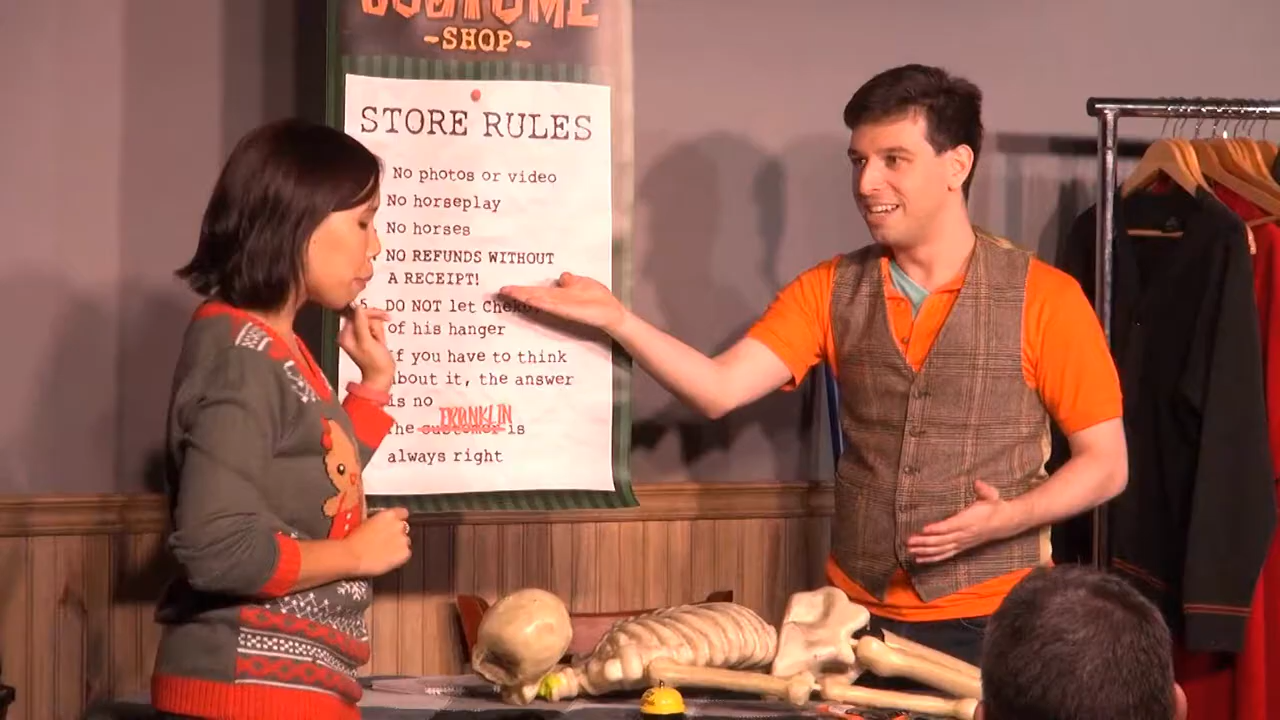 COSTUME
-SHOP-
STORE RULES
No photos or video
No horseplay
No horses
NO REFUNDS WITHOUT
A RECEIPT!
5. DO NOT let
of his hanger
if you have to think
about it, the answer
is no
FRANKLIN
The customer is
always right